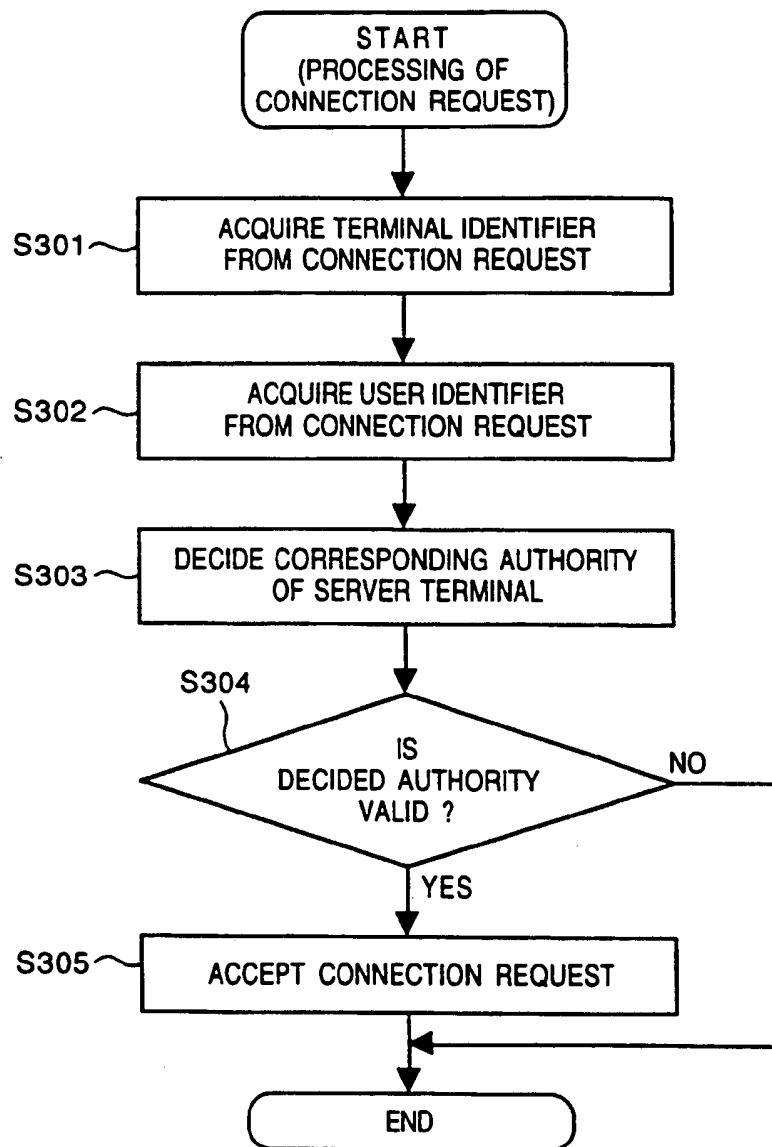 START
(PROCESSING OF
CONNECTION REQUEST)
S301
ACQUIRE TERMINAL IDENTIFIER
FROM CONNECTION REQUEST
S302
ACQUIRE USER IDENTIFIER
FROM CONNECTION REQUEST
S303
DECIDE CORRESPONDING AUTHORITY
OF SERVER TERMINAL
S304
IS
DECIDED AUTHORITY
VALID ?
NO
YES
S305
ACCEPT CONNECTION REQUEST
END